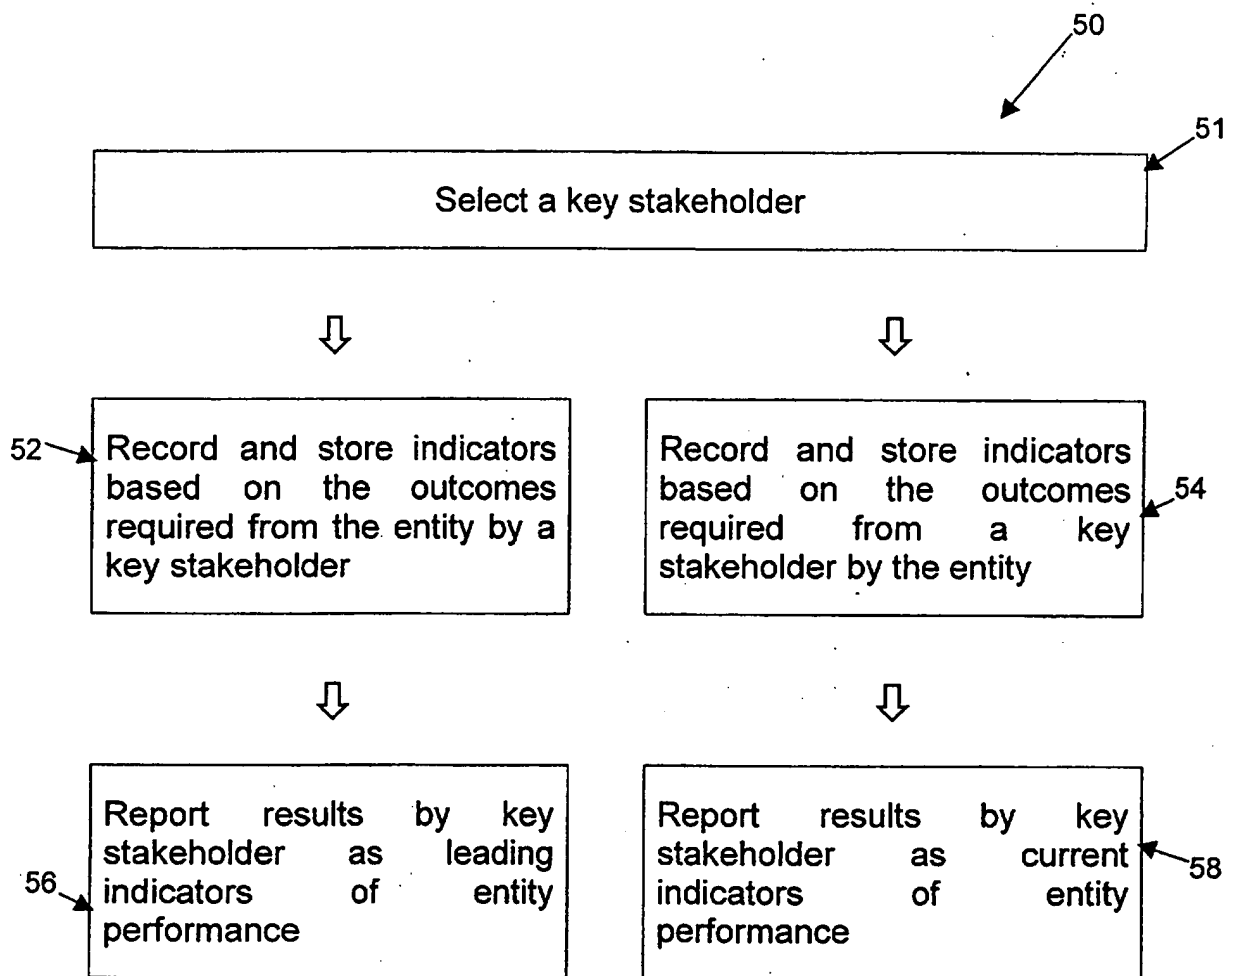 50
51
Select a key stakeholder
52
Record and store indicators
based on the outcomes
required from the entity by a
key stakeholder
Record and store indicators
based on the outcomes
required from a key
stakeholder by the entity
54
Report results by key
stakeholder as leading
indicators of entity
performance
56
Report results by key
stakeholder as current
indicators of entity
performance
58